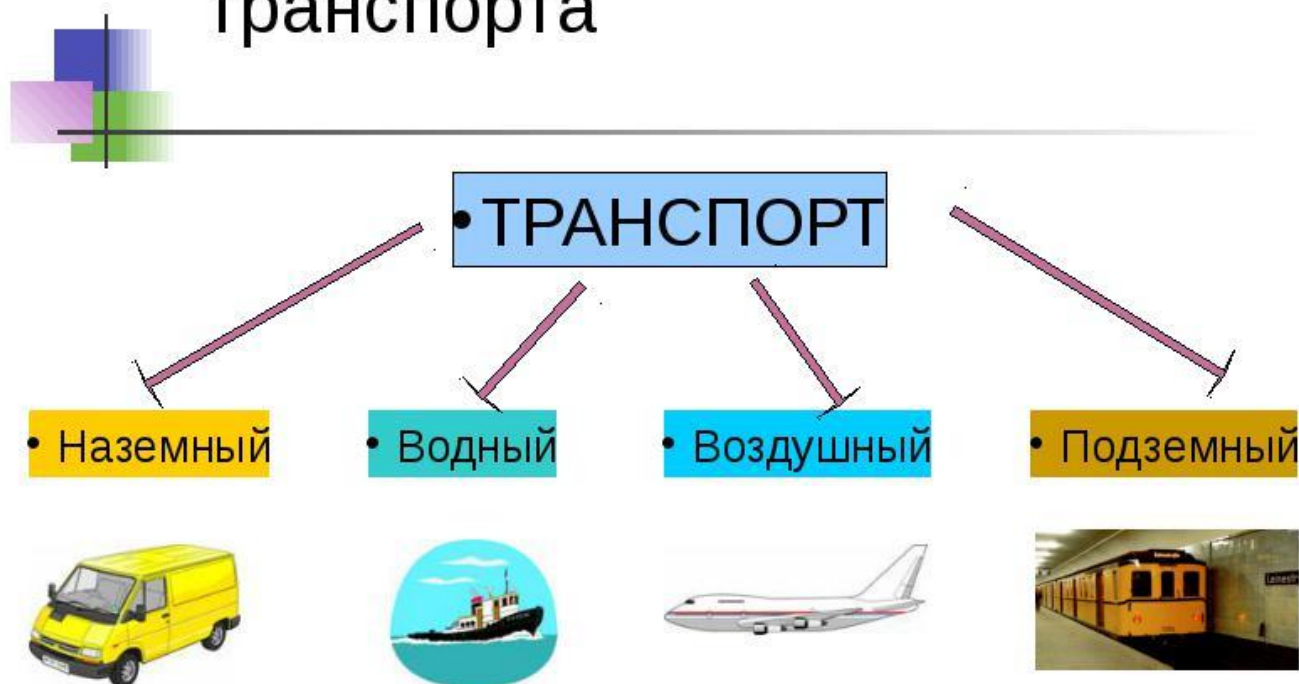 транспорта
• ТРАНСПОРТ
• Наземный
• Водный
• Воздушный
• Подземный